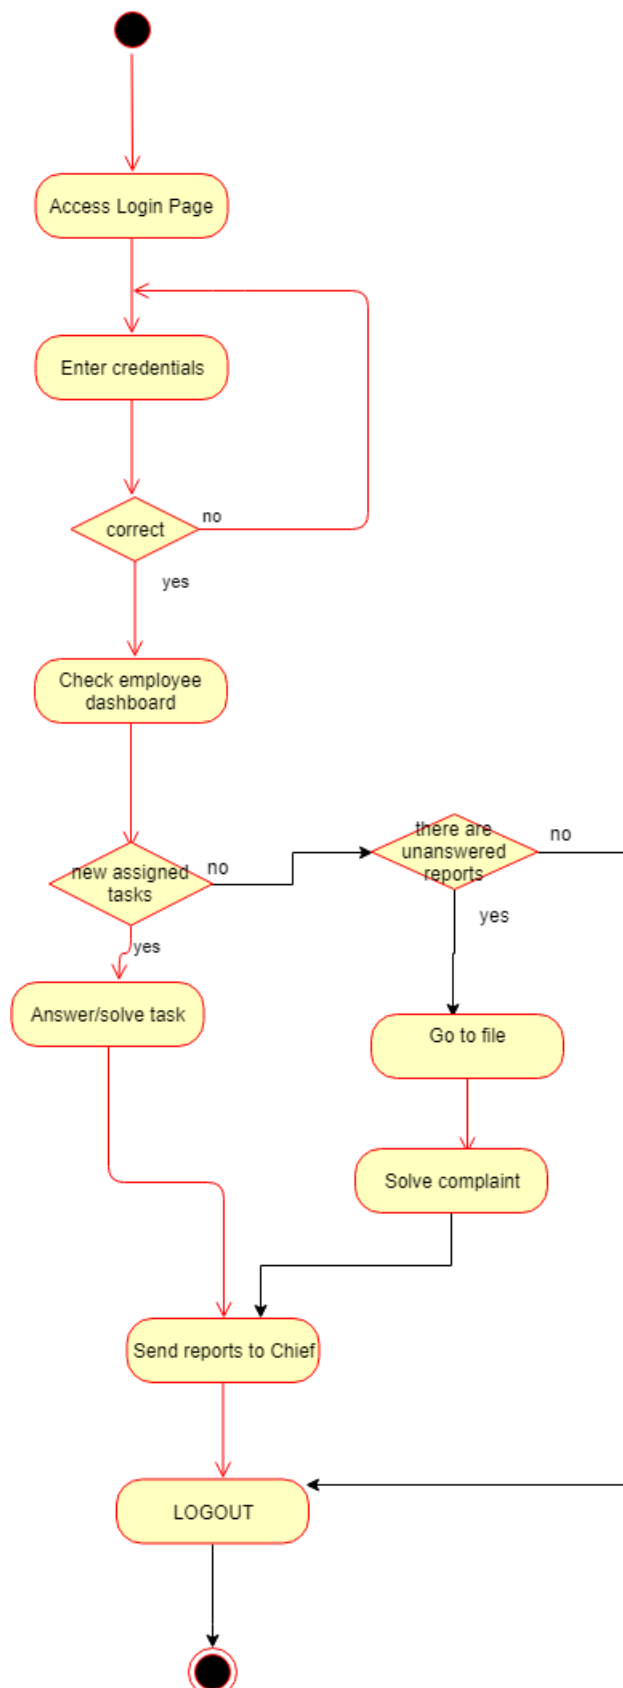 Access Login Page
Enter credentials
correct
no
yes
Check employee
dashboard
new assigned
tasks
no
there are
unanswered
reports
no
yes
yes
Answer/solve task
Go to file
Solve complaint
Send reports to Chief
LOGOUT